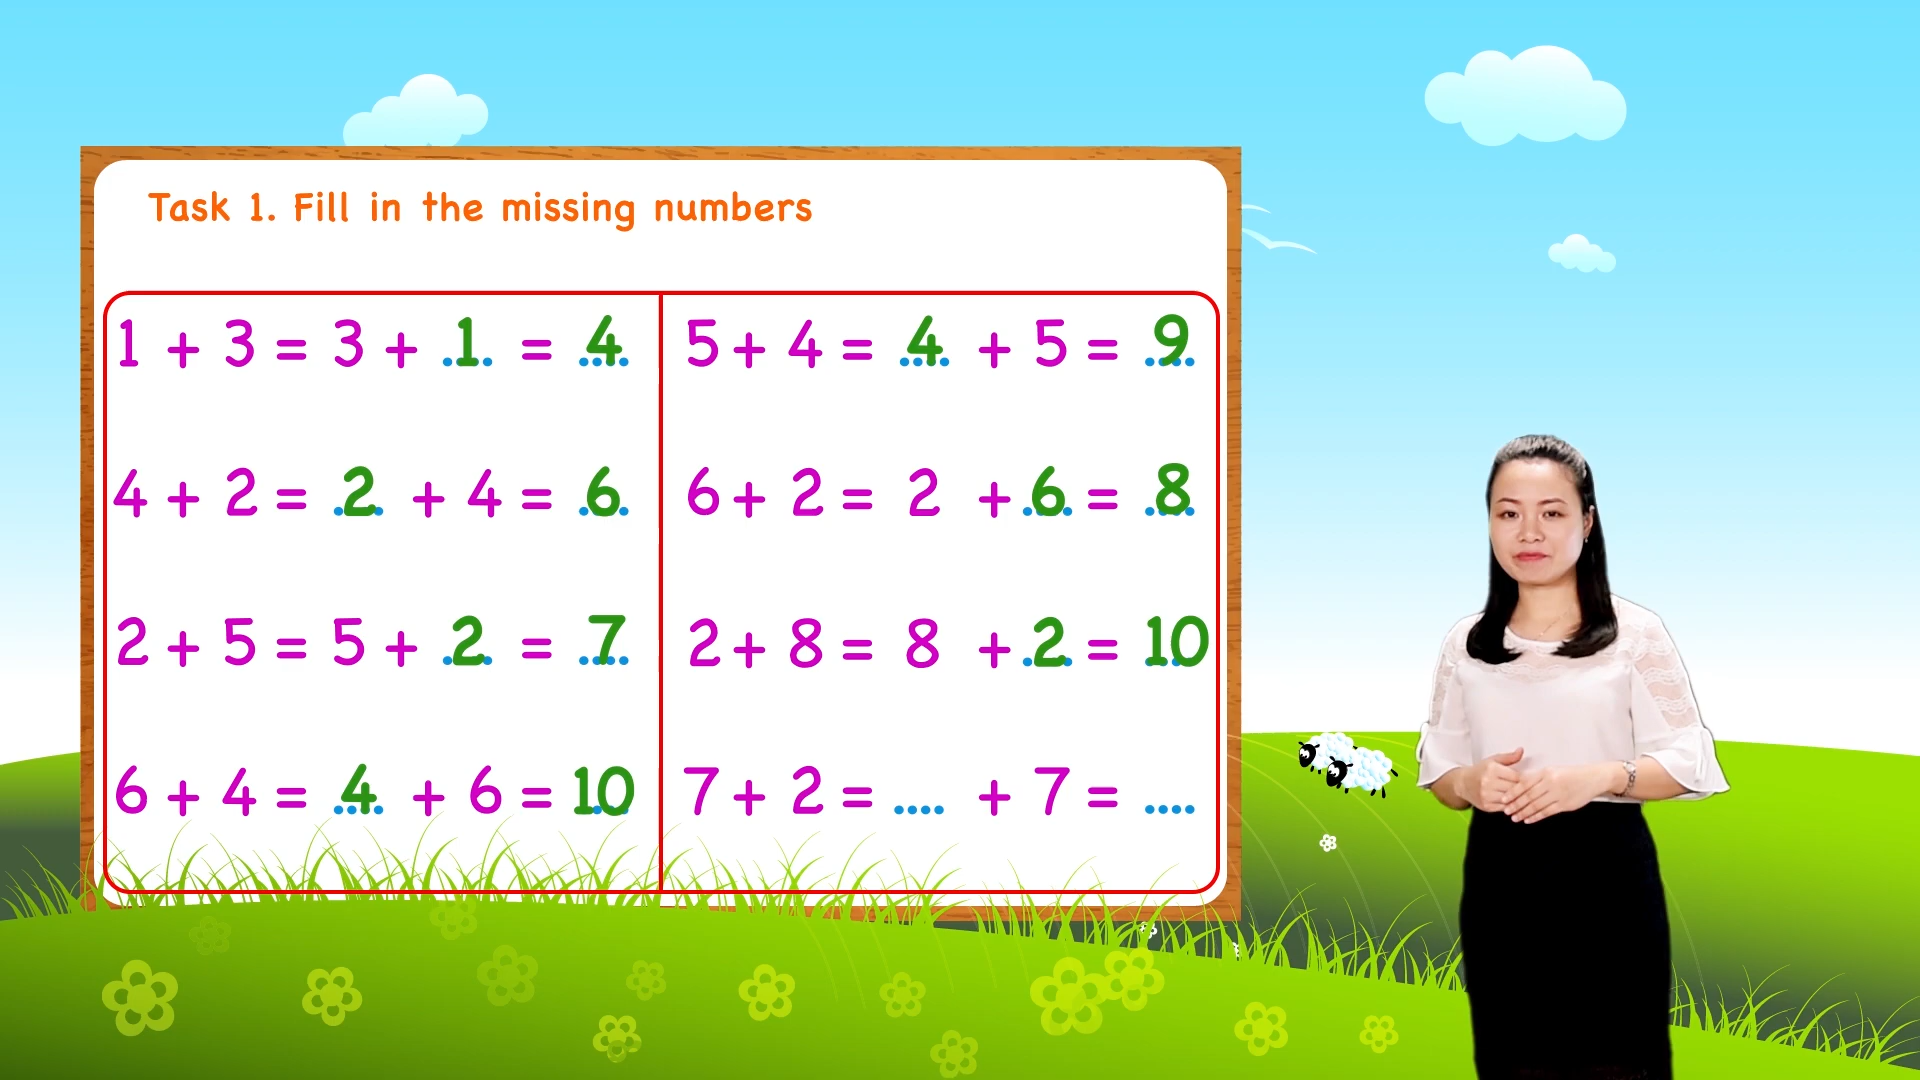 Task 1. Fill in the missing numbers
1 + 3 = 3 + 1 = 4
4 + 2 = 2 + 4 = 6
2 + 5 = 5 + 2 = 7
6 + 4 = 4 + 6 = 10
5 + 4 = 4 + 5 = 9
6 + 2 = 2 + 6 = 8
2 + 8 = 8 + 2 = 10
7 + 2 = .... + 7 = ....